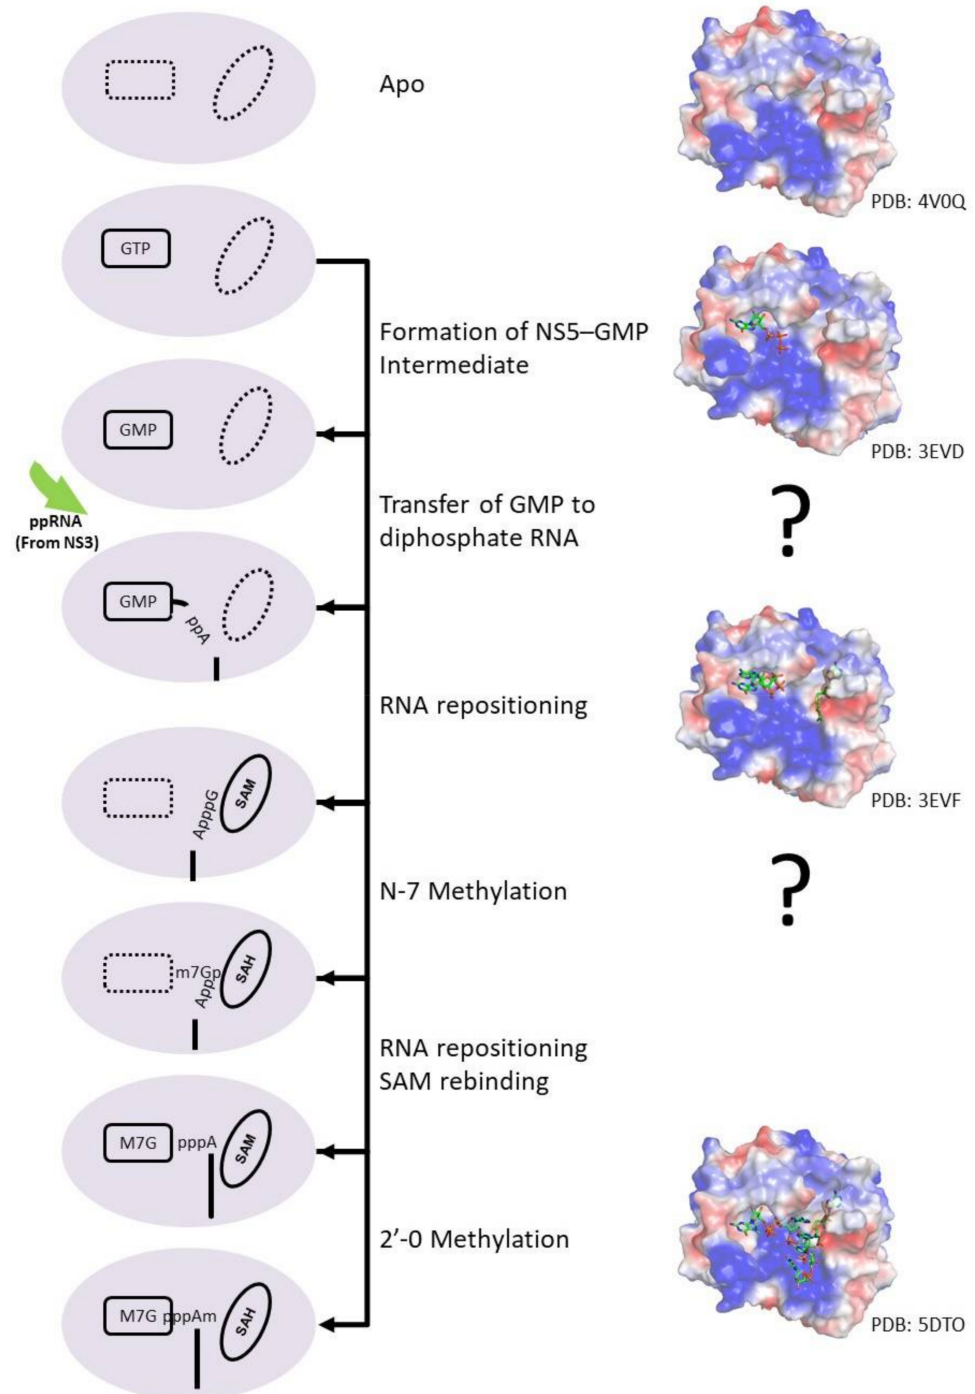 Apo
PDB: 4V0Q
GTP
Formation of NS5–GMP
Intermediate
PDB: 3EVD
GMP
ppRNA
(From NS3)
Transfer of GMP to
diphosphate RNA
?
GMP
ppA
RNA repositioning
PDB: 3EVF
ApppG
SAM
N-7 Methylation
?
m7Gp
App
SAH
RNA repositioning
SAM rebinding
M7G
pppA
SAM
2’-0 Methylation
M7G
pppAm
SAH
PDB: 5DTO